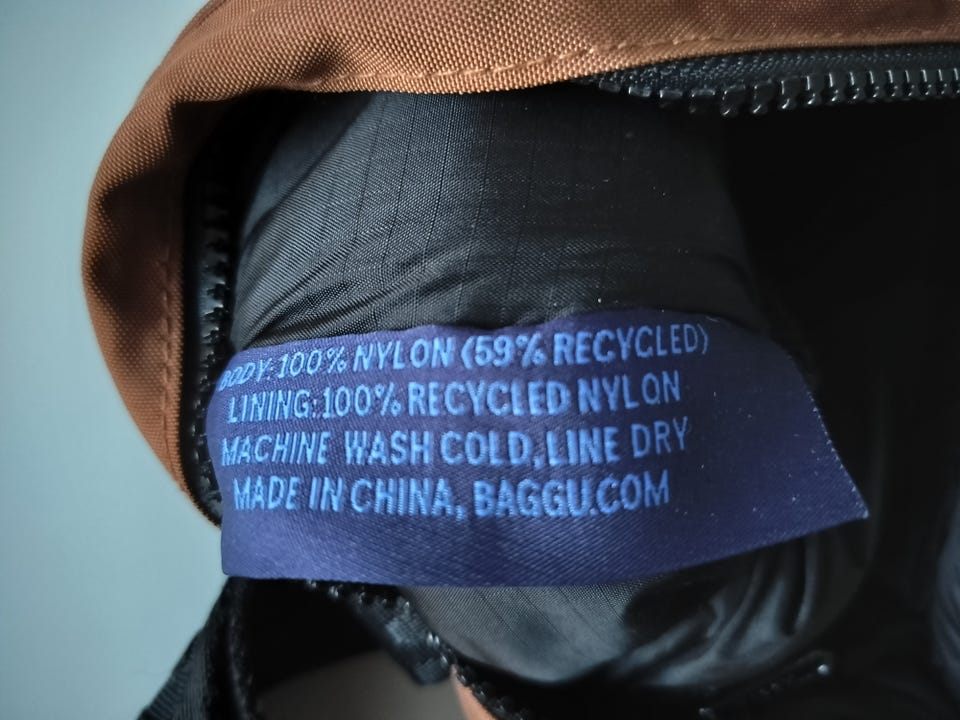 BODY:100% NYLON (59% RECYCLED)
LINING:100% RECYCLED NYLON
MACHINE WASH COLD, LINE DRY
MADE IN CHINA, BAGGU.COM